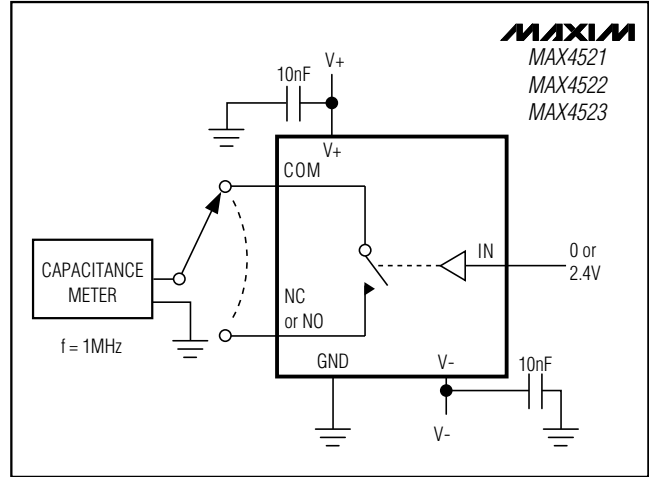 MAXIM
MAX4521
MAX4522
MAX4523
V+
10nF
V+
COM
IN
0 or
2.4V
CAPACITANCE
METER
NC
or NO
f = 1MHz
GND
V-
10nF
V-